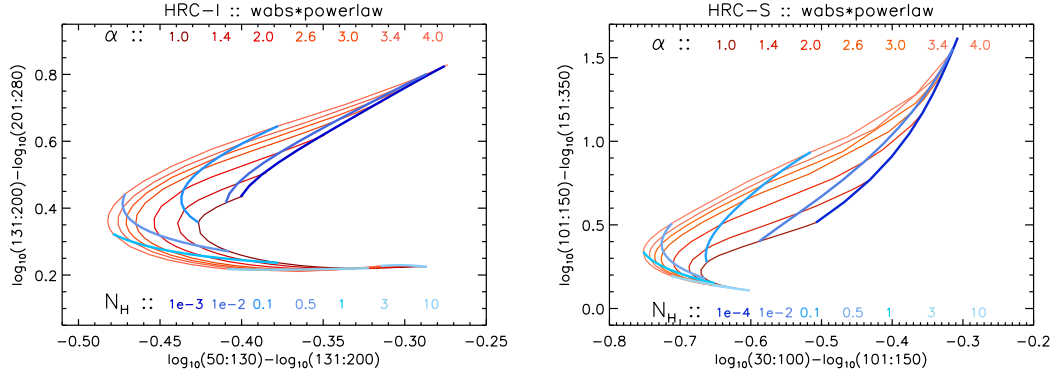 HRC-I :: wabs*powerlaw
α :: 1.0 1.4 2.0 2.6 3.0 3.4 4.0
log10(131:200)-log10(201:280)
0.8
0.6
0.4
0.2
N_H :: 1e-3 1e-2 0.1 0.5 1 3 10
-0.50 -0.45 -0.40 -0.35 -0.30 -0.25
log10(50:130)-log10(131:200)
HRC-S :: wabs*powerlaw
α :: 1.0 1.4 2.0 2.6 3.0 3.4 4.0
log10(101:150)-log10(151:350)
1.5
1.0
0.5
0.0
N_H :: 1e-4 1e-2 0.1 0.5 1 3 10
-0.8 -0.7 -0.6 -0.5 -0.4 -0.3 -0.2
log10(30:100)-log10(101:150)